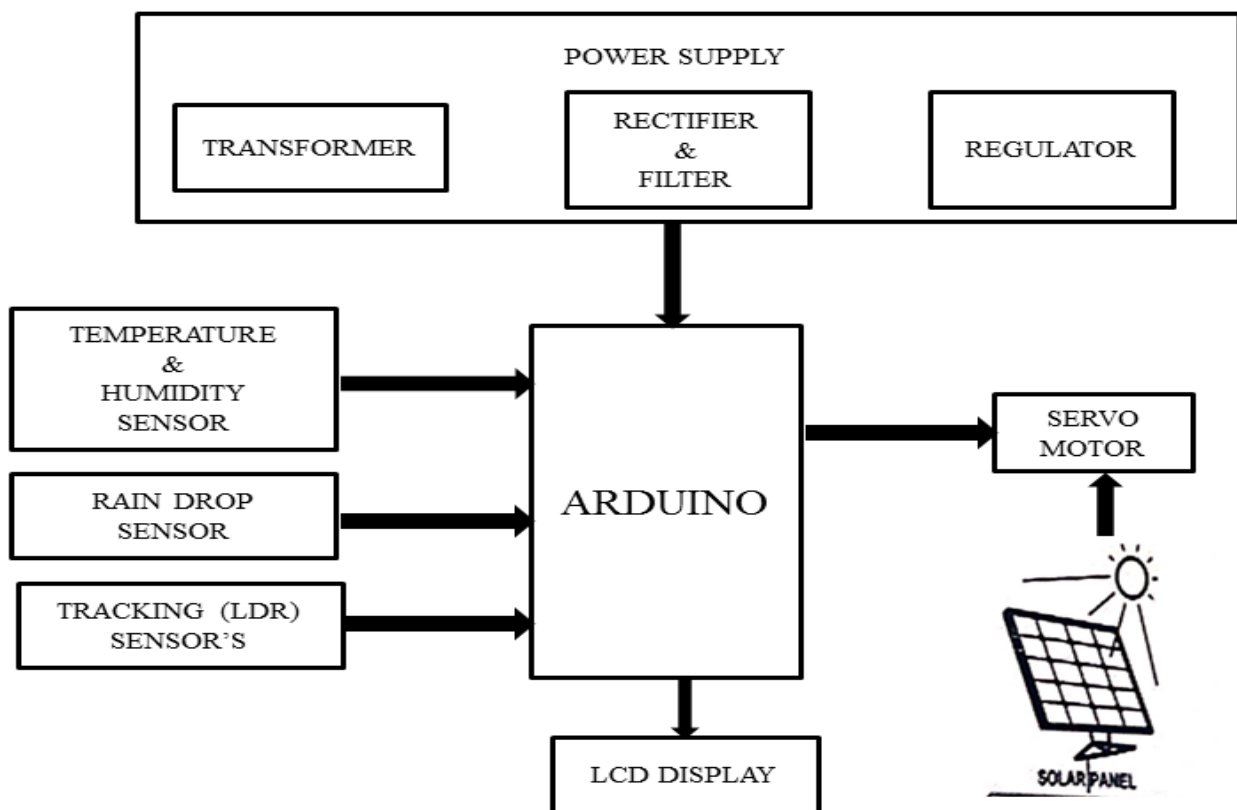 POWER SUPPLY
TRANSFORMER
RECTIFIER
&
FILTER
REGULATOR
TEMPERATURE
&
HUMIDITY
SENSOR
RAIN DROP
SENSOR
TRACKING (LDR)
SENSOR’S
ARDUINO
SERVO
MOTOR
LCD DISPLAY
SOLAR PANEL